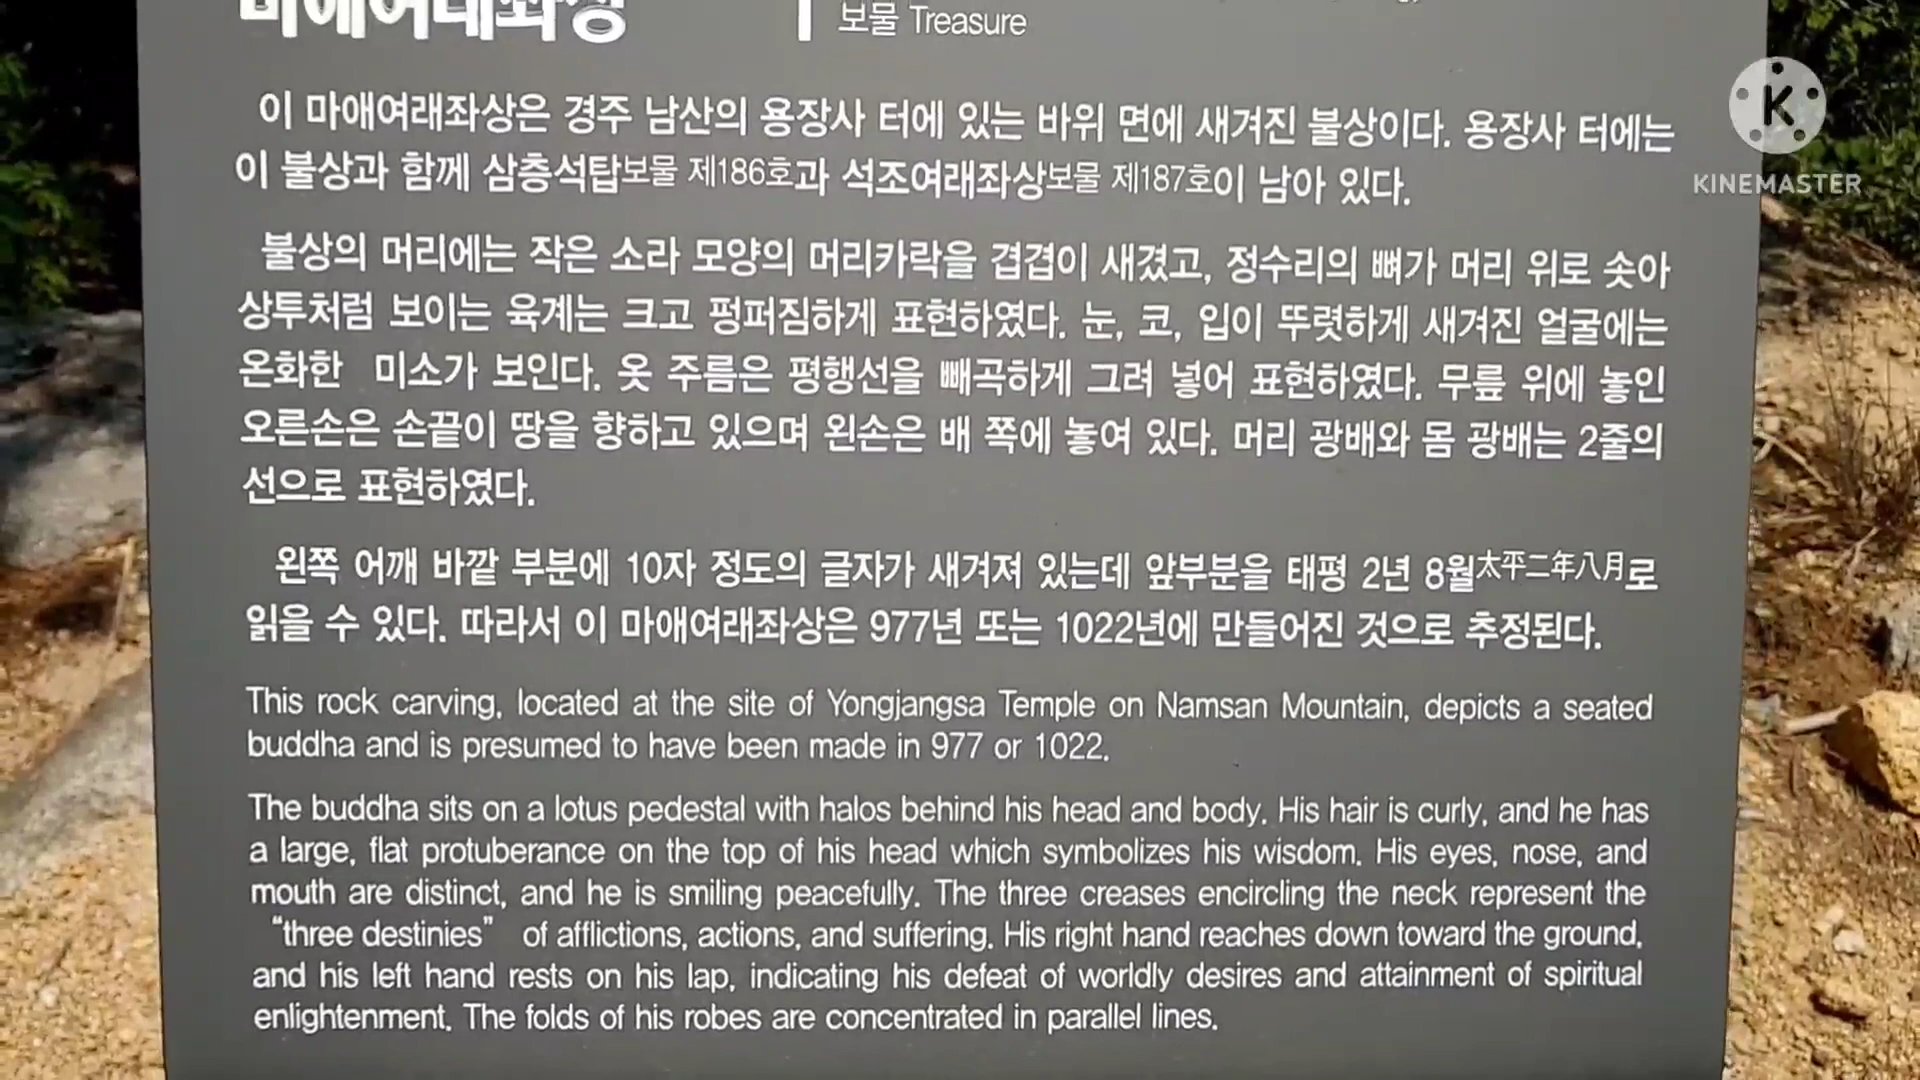 마애여래좌상
보물 Treasure
이 마애여래좌상은 경주 남산의 용장사 터에 있는 바위 면에 새겨진 불상이다. 용장사 터에는
이 불상과 함께 삼층석탑보물 제186호과 석조여래좌상보물 제187호이 남아 있다.
불상의 머리에는 작은 소라 모양의 머리카락을 겹겹이 새겼고, 정수리의 뼈가 머리 위로 솟아
상투처럼 보이는 육계는 크고 펑퍼짐하게 표현하였다. 눈, 코, 입이 뚜렷하게 새겨진 얼굴에는
온화한 미소가 보인다. 옷 주름은 평행선을 빼곡하게 그려 넣어 표현하였다. 무릎 위에 놓인
오른손은 손끝이 땅을 향하고 있으며 왼손은 배 쪽에 놓여 있다. 머리 광배와 몸 광배는 2줄의
선으로 표현하였다.
왼쪽 어깨 바깥 부분에 10자 정도의 글자가 새겨져 있는데 앞부분을 태평 2년 8월太平二年八月로
읽을 수 있다. 따라서 이 마애여래좌상은 977년 또는 1022년에 만들어진 것으로 추정된다.
This rock carving, located at the site of Yongjangsa Temple on Namsan Mountain, depicts a seated
buddha and is presumed to have been made in 977 or 1022.
The buddha sits on a lotus pedestal with halos behind his head and body. His hair is curly, and he has
a large, flat protuberance on the top of his head which symbolizes his wisdom. His eyes, nose, and
mouth are distinct, and he is smiling peacefully. The three creases encircling the neck represent the
“three destinies” of afflictions, actions, and suffering. His right hand reaches down toward the ground,
and his left hand rests on his lap, indicating his defeat of worldly desires and attainment of spiritual
enlightenment. The folds of his robes are concentrated in parallel lines.
K
KINEMASTER